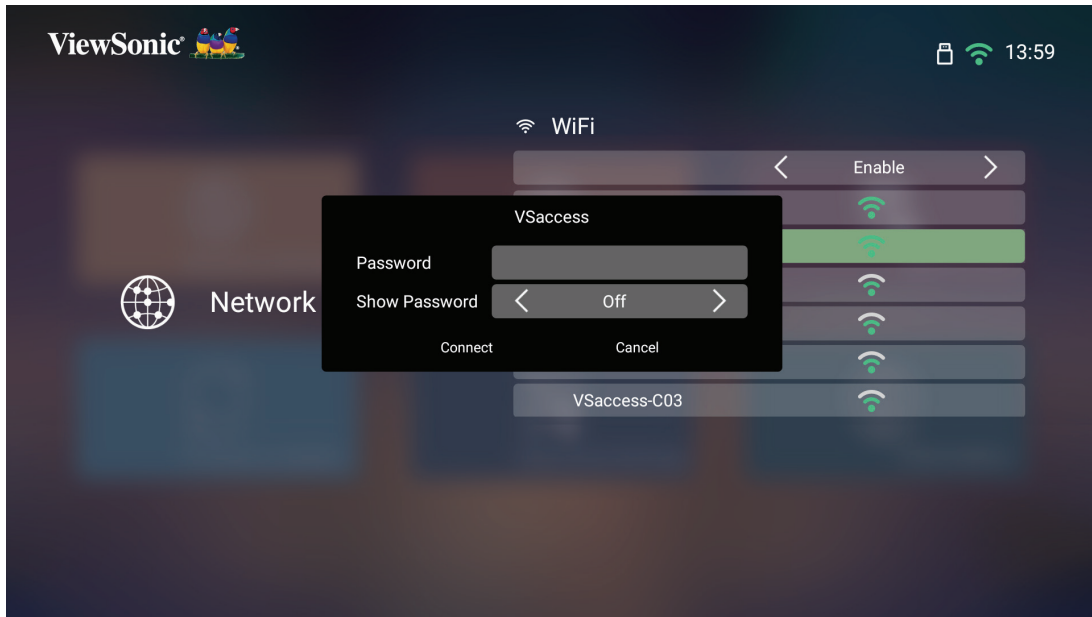 ViewSonic®
13:59
WiFi
Enable
VSaccess
Password
Network
Show Password Off
Connect Cancel
VSaccess-C03